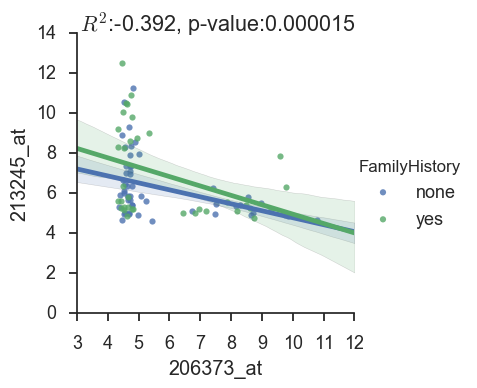 R²:-0.392, p-value:0.000015
14
12
10
8
6
4
2
0
213245_at
3 4 5 6 7 8 9 10 11 12
206373_at
FamilyHistory
none
yes